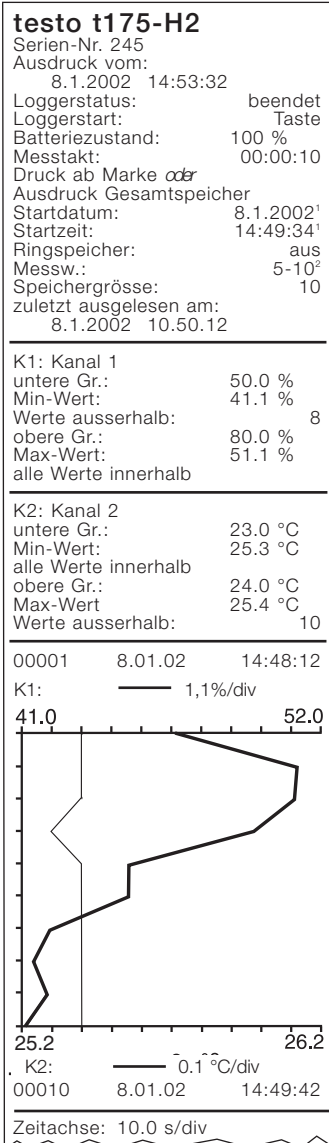 testo t175-H2
Serien-Nr. 245
Ausdruck vom:
8.1.2002 14:53:32
Loggerstatus: beendet
Loggerstart: Taste
Batteriezustand: 100 %
Messtakt: 00:00:10
Druck ab Marke oder
Ausdruck Gesamtspeicher
Startdatum: 8.1.2002¹
Startzeit: 14:49:34¹
Ringspeicher: aus
Messw.: 5-10²
Speichergrösse: 10
zuletzt ausgelesen am:
8.1.2002 10.50.12
K1: Kanal 1
untere Gr.: 50.0 %
Min-Wert: 41.1 %
Werte ausserhalb: 8
obere Gr.: 80.0 %
Max-Wert: 51.1 %
alle Werte innerhalb
K2: Kanal 2
untere Gr.: 23.0 °C
Min-Wert: 25.3 °C
alle Werte innerhalb
obere Gr.: 24.0 °C
Max-Wert 25.4 °C
Werte ausserhalb: 10
00001 8.01.02 14:48:12
K1: 1,1%/div
41.0 52.0
25.2 26.2
K2: 0.1 °C/div
00010 8.01.02 14:49:42
Zeitachse: 10.0 s/div